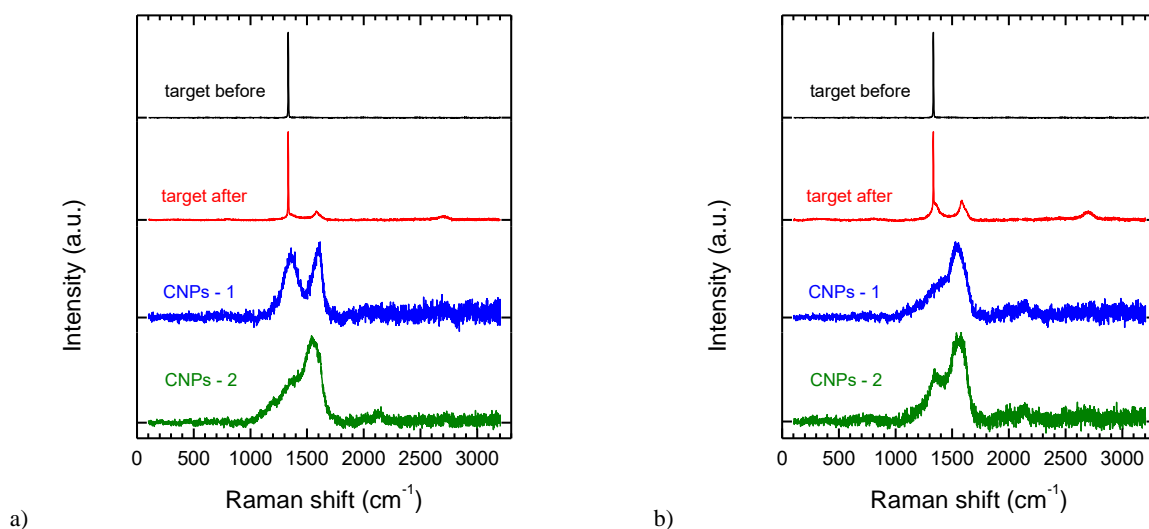 target before
target after
CNPs - 1
CNPs - 2
Intensity (a.u.)
0 500 1000 1500 2000 2500 3000
Raman shift (cm⁻¹)
a)
target before
target after
CNPs - 1
CNPs - 2
Intensity (a.u.)
0 500 1000 1500 2000 2500 3000
Raman shift (cm⁻¹)
b)